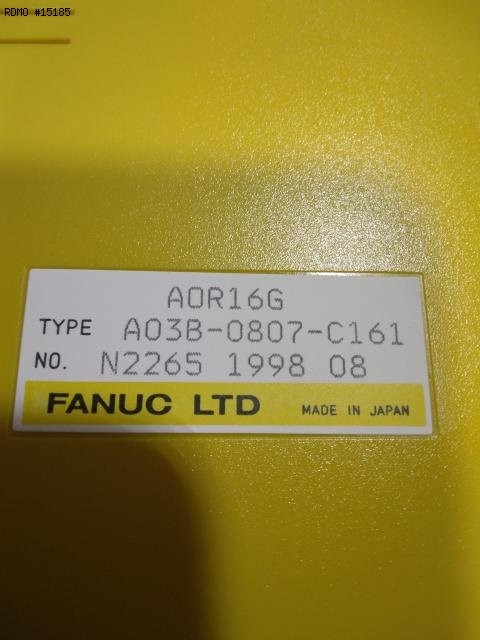 RDMO #15185
AOR16G
TYPE A03B-0807-C161
NO. N2265 1998 08
FANUC LTD MADE IN JAPAN